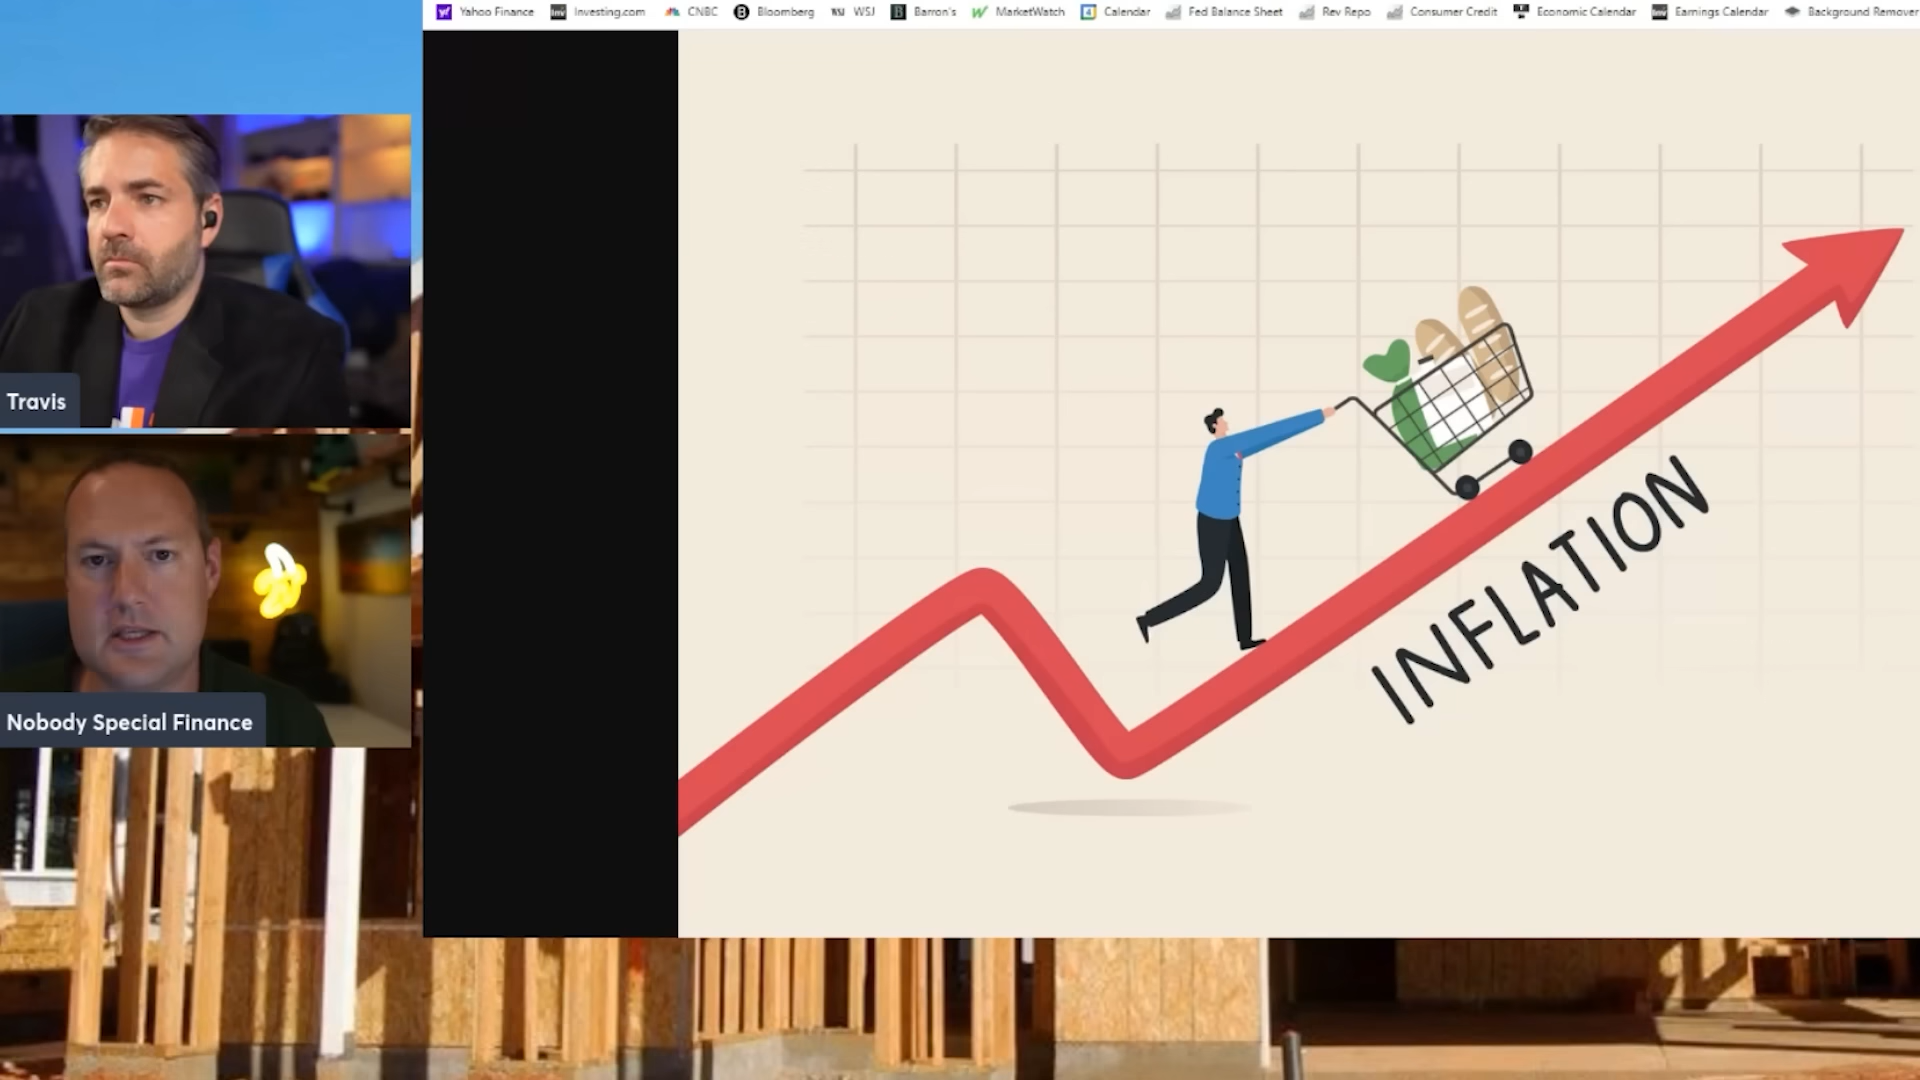 Yahoo Finance Investing.com CNBC Bloomberg WSJ Barron's MarketWatch Calendar Fed Balance Sheet Rev Repo Consumer Credit Economic Calendar Earnings Calendar Background Remover
Travis
Nobody Special Finance
INFLATION